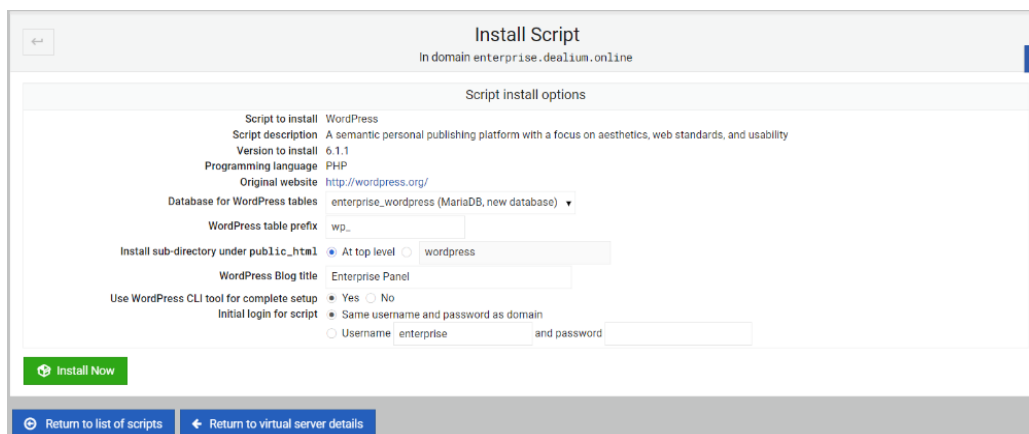 Install Script
In domain enterprise.dealium.online
Script install options
Script to install WordPress
Script description A semantic personal publishing platform with a focus on aesthetics, web standards, and usability
Version to install 6.1.1
Programming language PHP
Original website http://wordpress.org/
Database for WordPress tables enterprise_wordpress (MariaDB, new database)
WordPress table prefix wp_
Install sub-directory under public_html At top level wordpress
WordPress Blog title Enterprise Panel
Use WordPress CLI tool for complete setup Yes No
Initial login for script Same username and password as domain
Username enterprise and password
Install Now
Return to list of scripts Return to virtual server details